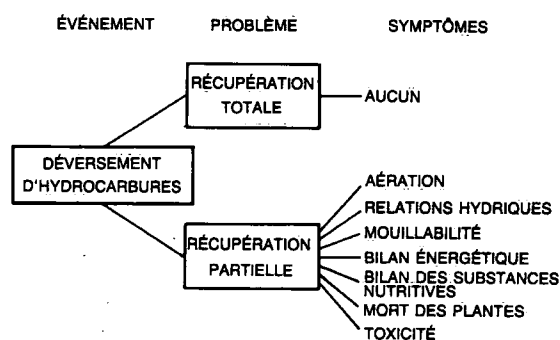 ÉVÉNEMENT PROBLÈME SYMPTÔMES
RÉCUPÉRATION
TOTALE
AUCUN
DÉVERSEMENT
D'HYDROCARBURES
RÉCUPÉRATION
PARTIELLE
AÉRATION
RELATIONS HYDRIQUES
MOUILLABILITÉ
BILAN ÉNERGÉTIQUE
BILAN DES SUBSTANCES
NUTRITIVES
MORT DES PLANTES
TOXICITÉ